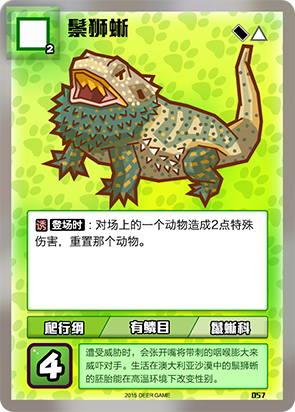 2
鬃狮蜥
诱 登场时：对场上的一个动物造成2点特殊
伤害，重置那个动物。
爬行纲
有鳞目
鬣蜥科
4
遭受威胁时，会张开嘴将带刺的咽喉膨大来
威吓对手。生活在澳大利亚沙漠中的鬃狮蜥
的胚胎能在高温环境下改变性别。
2015 DEER GAME
057